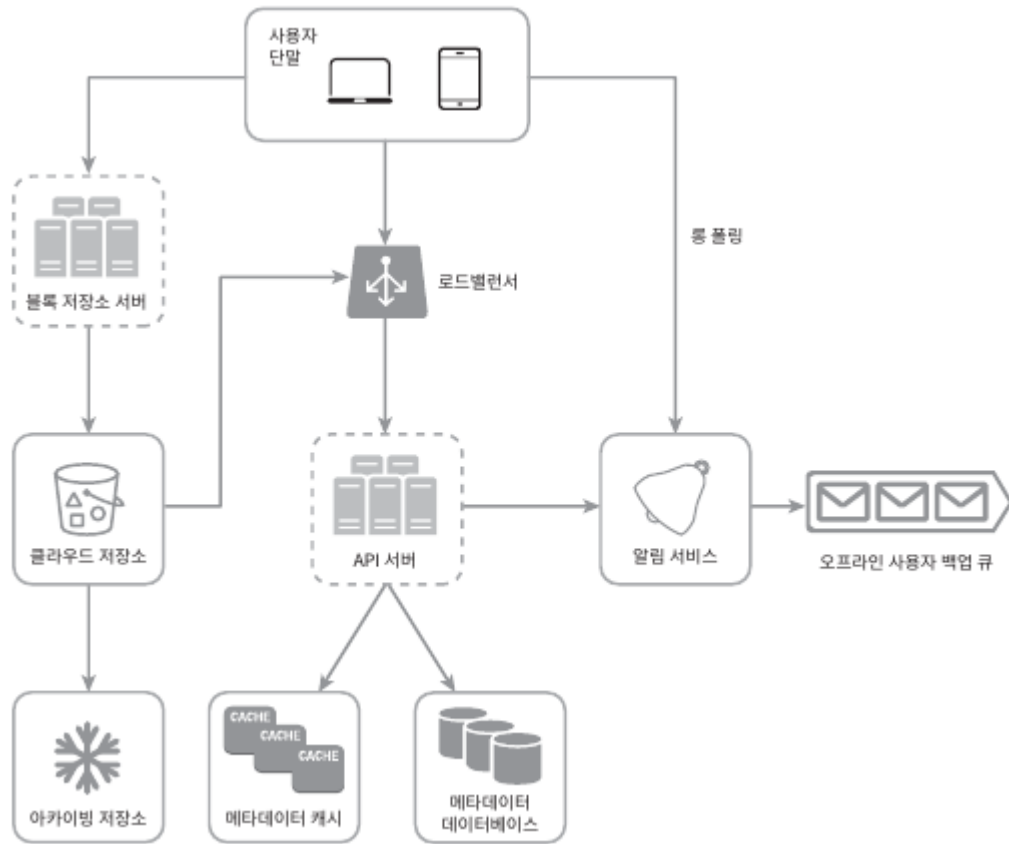 사용자
단말
롱 폴링
블록 저장소 서버
로드밸런서
클라우드 저장소
API 서버
알림 서비스
오프라인 사용자 백업 큐
CACHE
CACHE
CACHE
아카이빙 저장소
메타데이터 캐시
메타데이터
데이터베이스